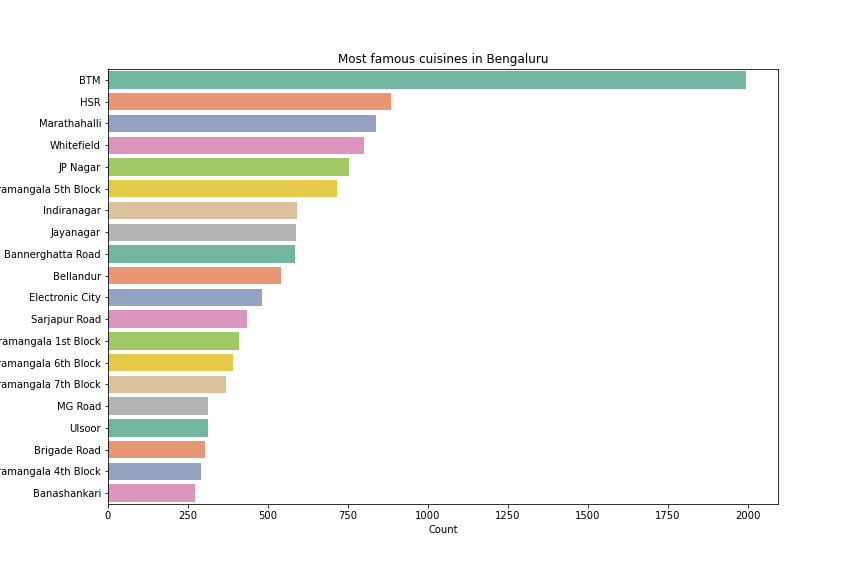 Most famous cuisines in Bengaluru
BTM
HSR
Marathahalli
Whitefield
JP Nagar
ramangala 5th Block
Indiranagar
Jayanagar
Bannerghatta Road
Bellandur
Electronic City
Sarjapur Road
ramangala 1st Block
ramangala 6th Block
ramangala 7th Block
MG Road
Ulsoor
Brigade Road
ramangala 4th Block
Banashankari
0 250 500 750 1000 1250 1500 1750 2000
Count